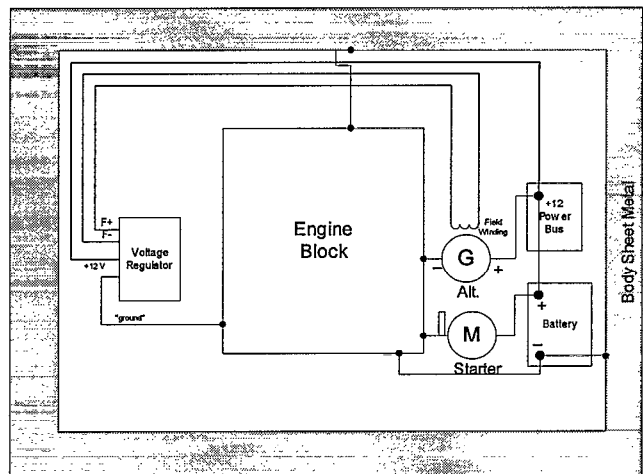 F+
F-
+12 V
Voltage
Regulator
"ground"
Engine
Block
Field
Winding
G
-
+
Alt.
M
Starter
+12
Power
Bus
+
Battery
-
Body Sheet Metal